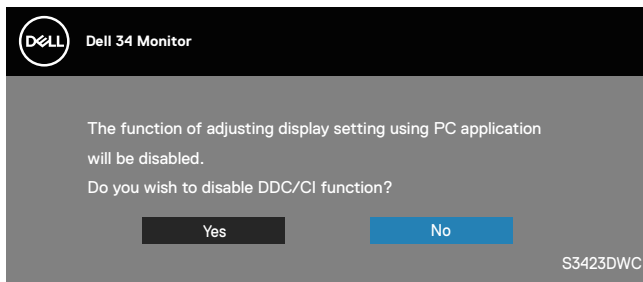 DELL
Dell 34 Monitor
The function of adjusting display setting using PC application
will be disabled.
Do you wish to disable DDC/CI function?
Yes No
S3423DWC